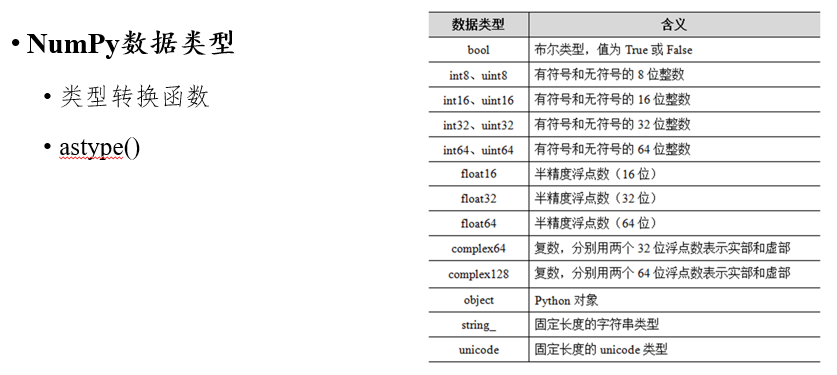 • NumPy数据类型
• 类型转换函数
• astype()
数据类型 含义
bool 布尔类型，值为 True 或 False
int8、uint8 有符号和无符号的 8 位整数
int16、uint16 有符号和无符号的 16 位整数
int32、uint32 有符号和无符号的 32 位整数
int64、uint64 有符号和无符号的 64 位整数
float16 半精度浮点数（16 位）
float32 半精度浮点数（32 位）
float64 半精度浮点数（64 位）
complex64 复数，分别用两个 32 位浮点数表示实部和虚部
complex128 复数，分别用两个 64 位浮点数表示实部和虚部
object Python 对象
string_ 固定长度的字符串类型
unicode 固定长度的 unicode 类型